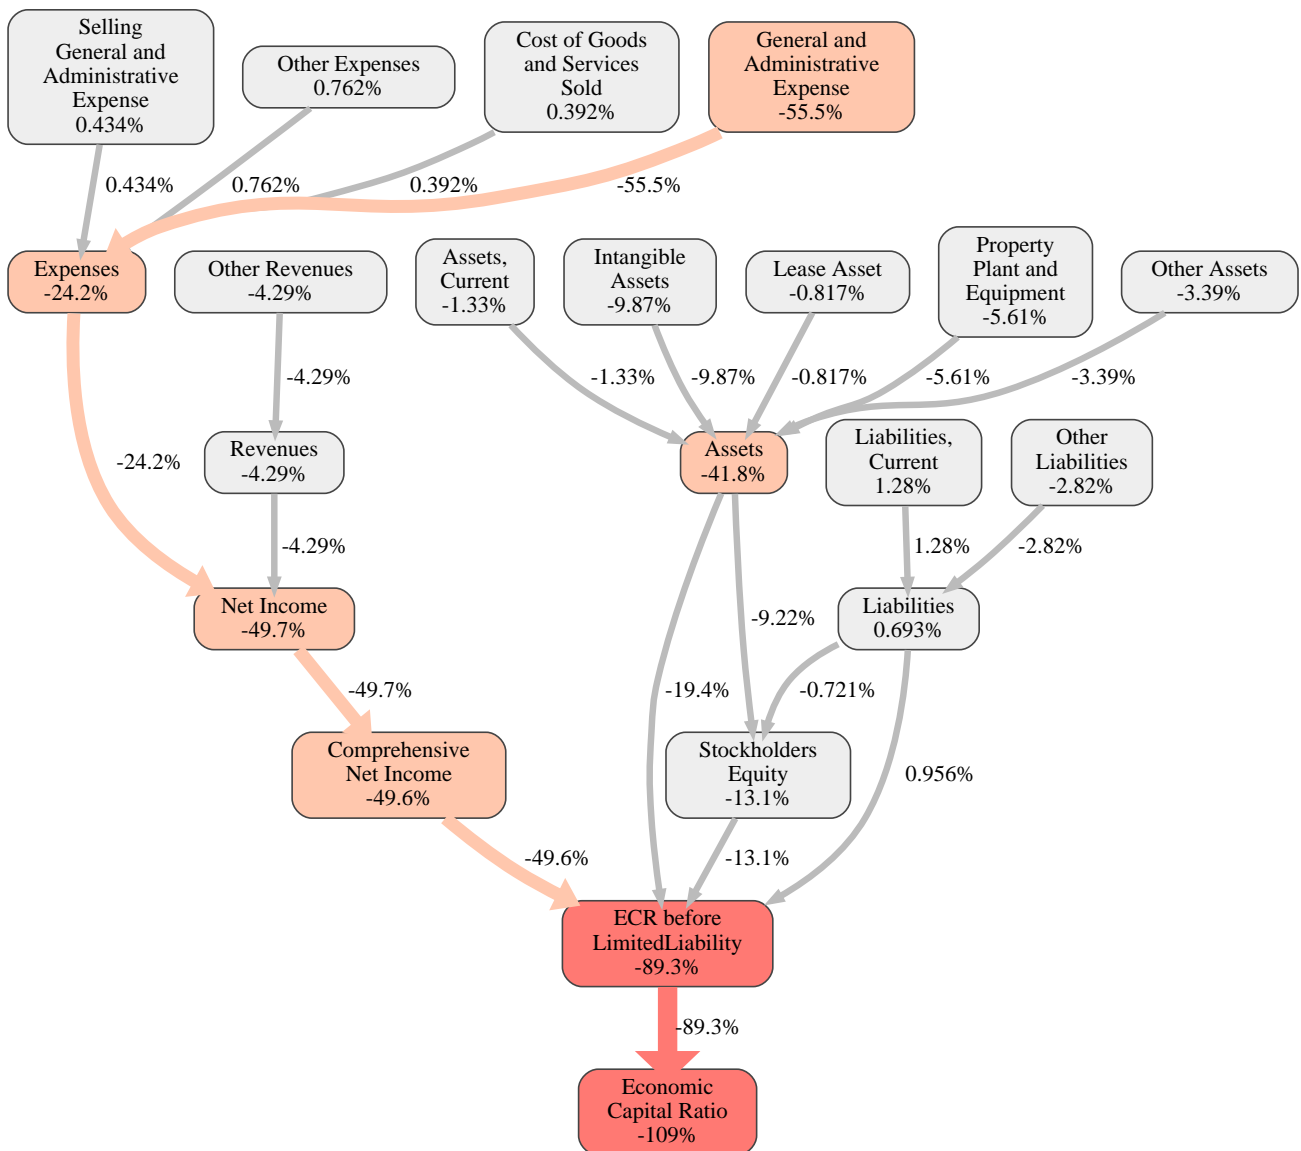 Selling
General and
Administrative
Expense
0.434%
Other Expenses
0.762%
Cost of Goods
and Services
Sold
0.392%
General and
Administrative
Expense
-55.5%
0.434%
0.762%
0.392%
-55.5%
Expenses
-24.2%
Other Revenues
-4.29%
Assets,
Current
-1.33%
Intangible
Assets
-9.87%
Lease Asset
-0.817%
Property
Plant and
Equipment
-5.61%
Other Assets
-3.39%
-4.29%
-1.33%
-9.87%
-0.817%
-5.61%
-3.39%
-24.2%
Revenues
-4.29%
Assets
-41.8%
Liabilities,
Current
1.28%
Other
Liabilities
-2.82%
-4.29%
1.28%
-2.82%
Net Income
-49.7%
-9.22%
Liabilities
0.693%
-49.7%
-19.4%
-0.721%
Comprehensive
Net Income
-49.6%
Stockholders
Equity
-13.1%
0.956%
-49.6%
-13.1%
ECR before
LimitedLiability
-89.3%
-89.3%
Economic
Capital Ratio
-109%